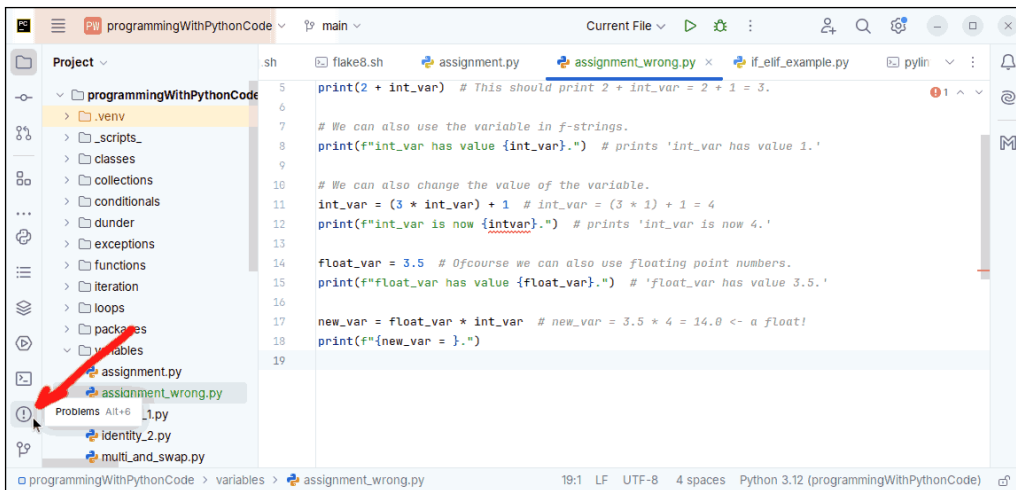 PC PW programmingWithPythonCode main Current File
Project
.sh flake8.sh assignment.py assignment_wrong.py if_elif_example.py pylin
programmingWithPythonCode
.venv
_scripts_
classes
collections
conditionals
dunder
exceptions
functions
iteration
loops
packages
variables
assignment.py
assignment_wrong.py
_1.py
identity_2.py
multi_and_swap.py
Problems Alt+6
1
5 print(2 + int_var) # This should print 2 + int_var = 2 + 1 = 3.
6
7 # We can also use the variable in f-strings.
8 print(f"int_var has value {int_var}.") # prints 'int_var has value 1.'
9
10 # We can also change the value of the variable.
11 int_var = (3 * int_var) + 1 # int_var = (3 * 1) + 1 = 4
12 print(f"int_var is now {intvar}.") # prints 'int_var is now 4.'
13
14 float_var = 3.5 # Ofcourse we can also use floating point numbers.
15 print(f"float_var has value {float_var}.") # 'float_var has value 3.5.'
16
17 new_var = float_var * int_var # new_var = 3.5 * 4 = 14.0 <- a float!
18 print(f"{new_var = }.")
19
programmingWithPythonCode > variables > assignment_wrong.py 19:1 LF UTF-8 4 spaces Python 3.12 (programmingWithPythonCode)